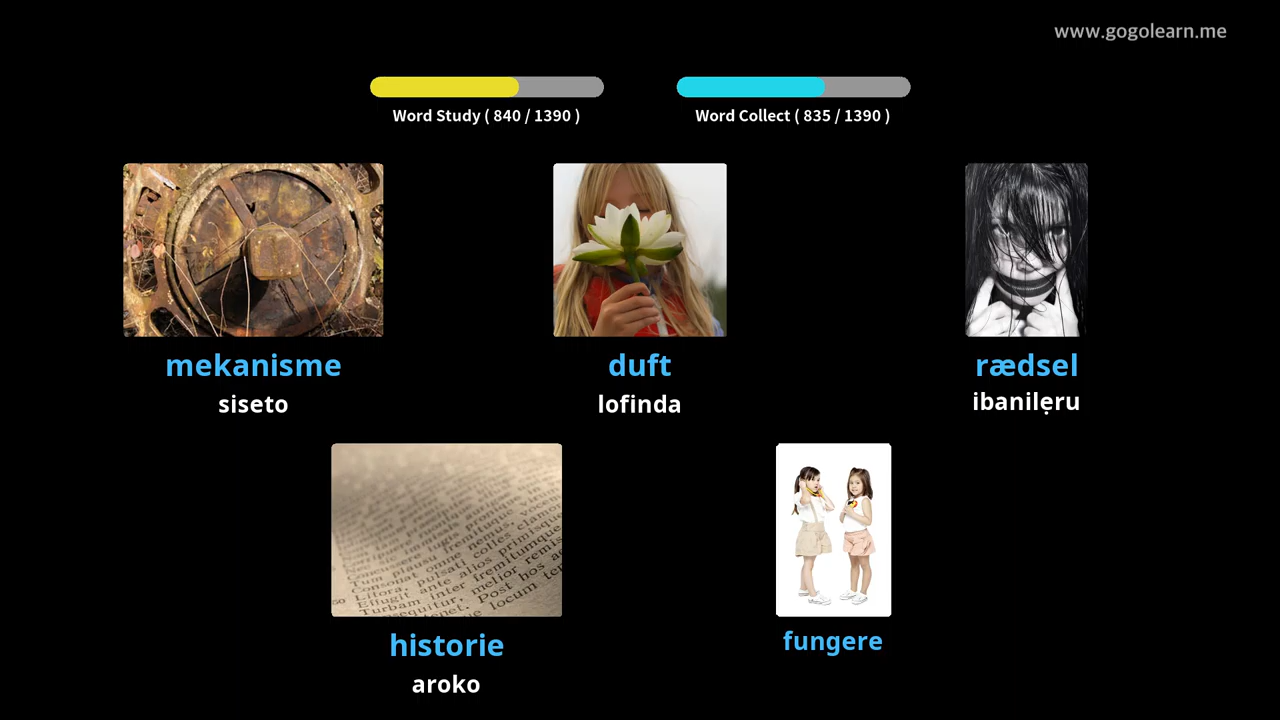 www.gogolearn.me
Word Study ( 840 / 1390 )
Word Collect ( 835 / 1390 )
mekanisme
siseto
duft
lofinda
rædsel
ibanilẹru
historie
aroko
fungere